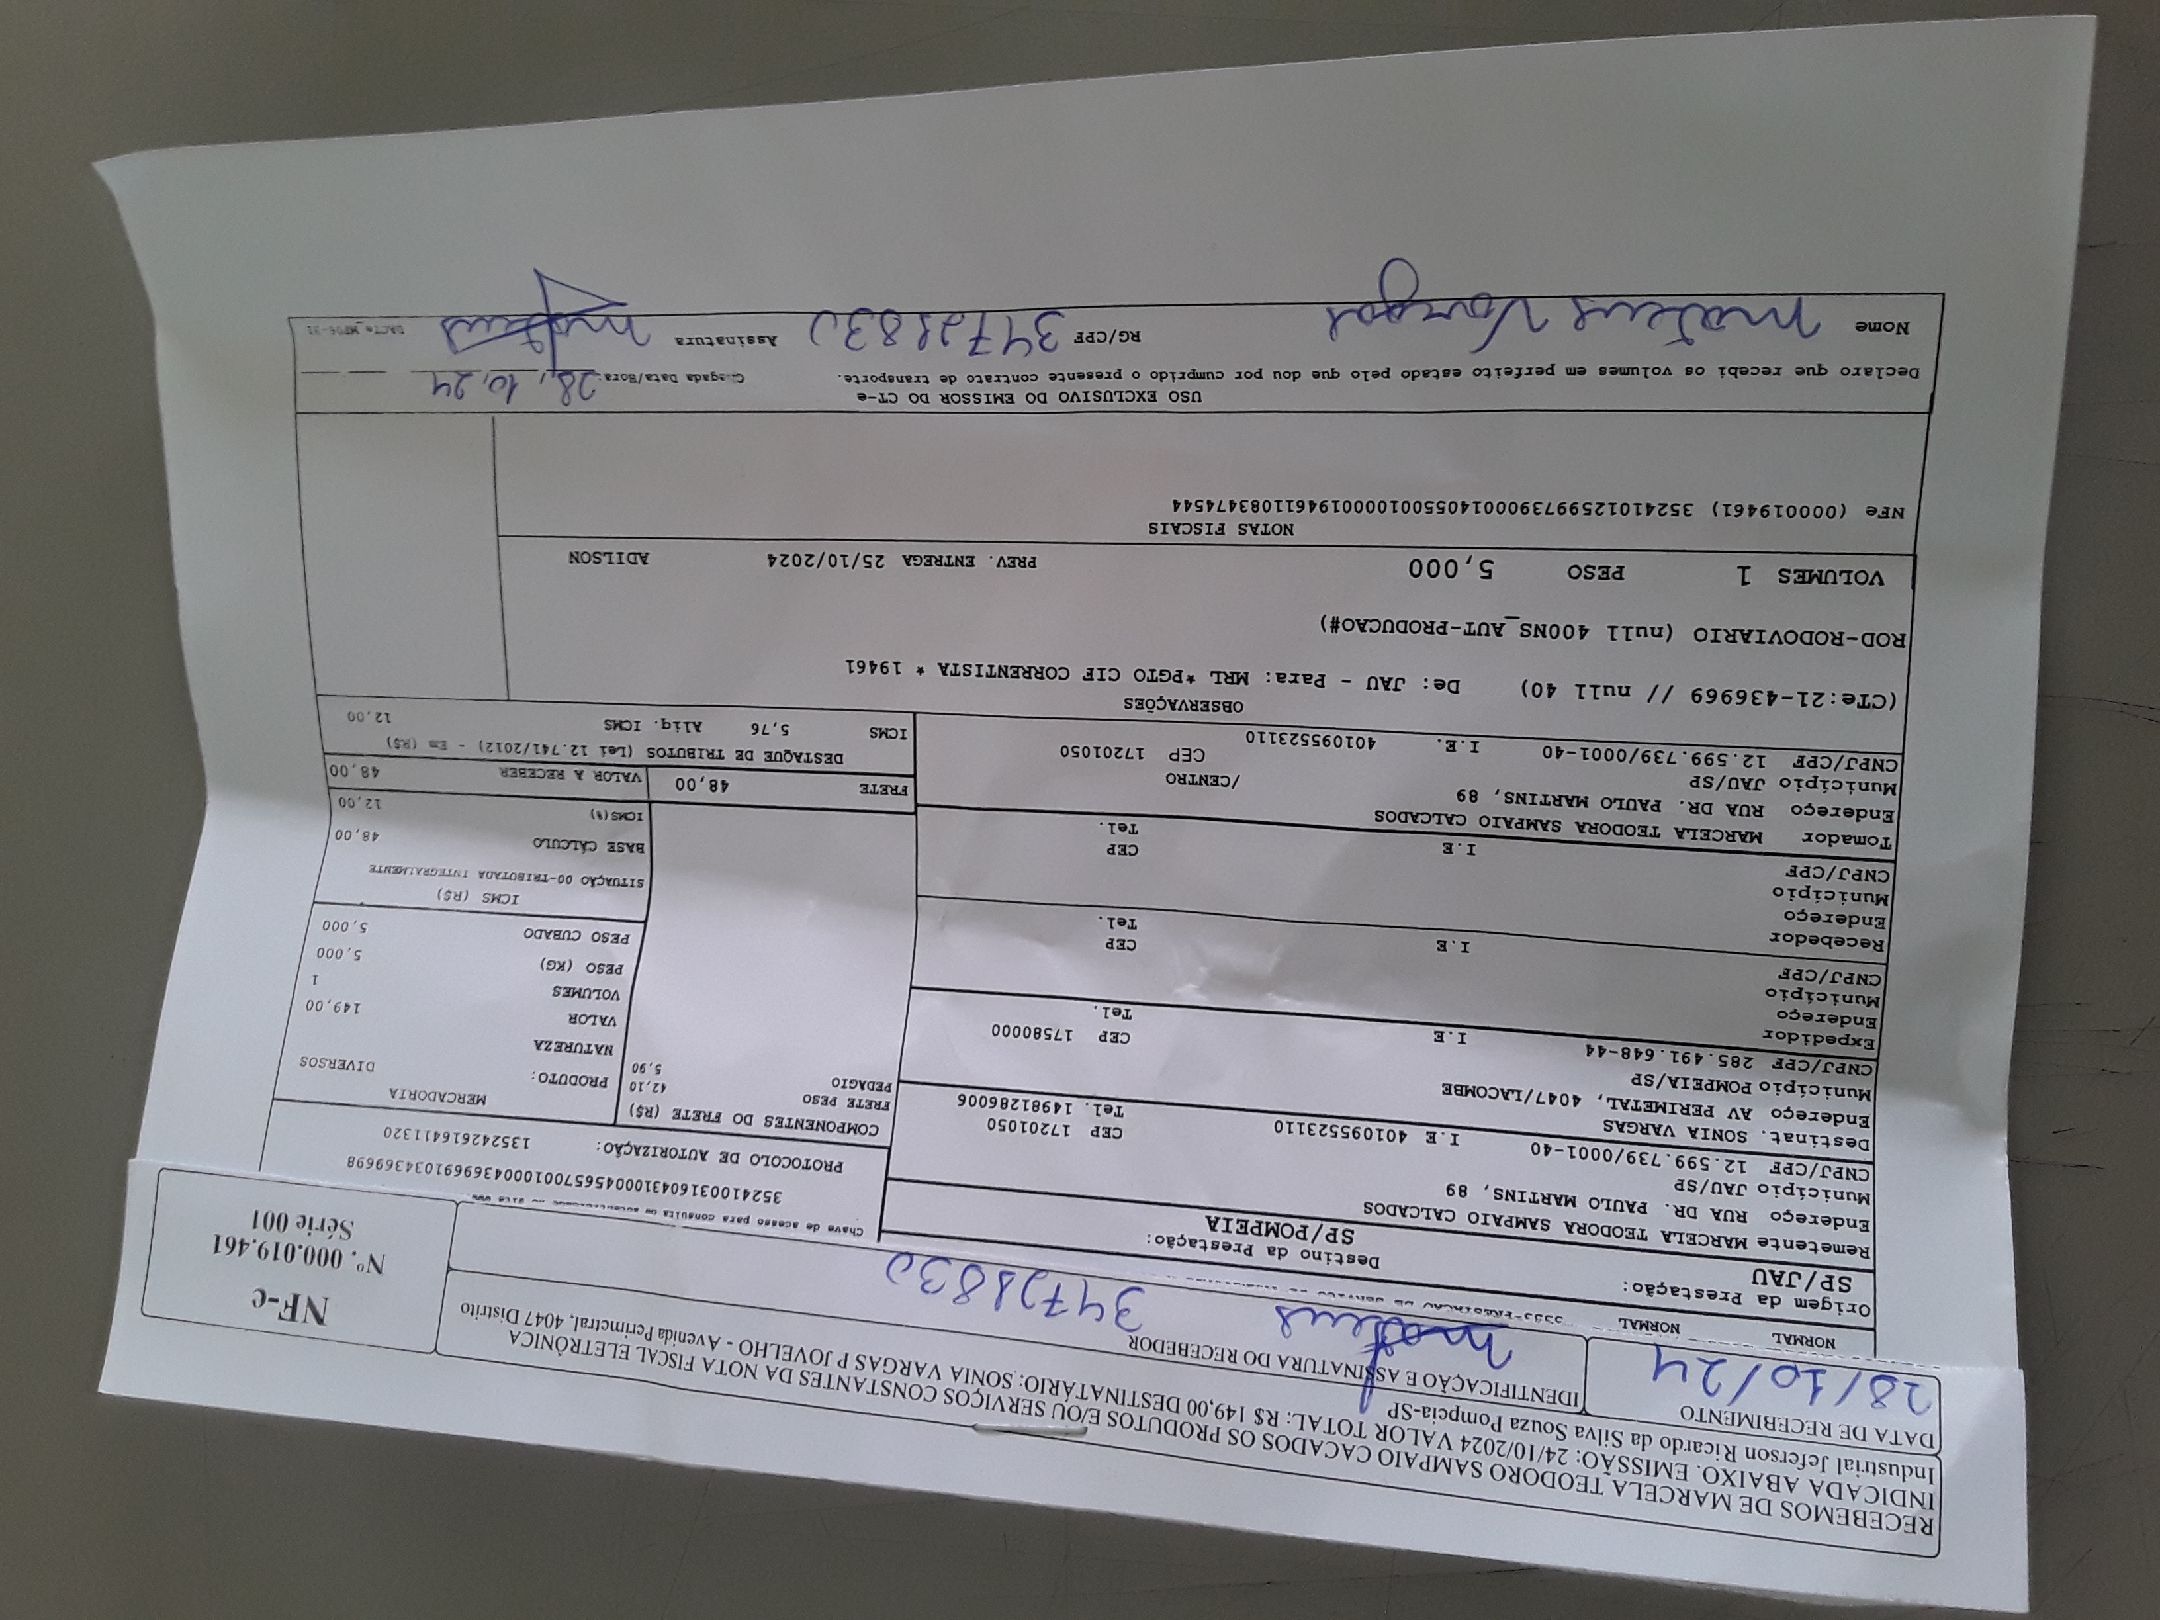 RECEBEMOS DE MARCELA TEODORO SAMPAIO CACADOS OS PRODUTOS E/OU SERVIÇOS CONSTANTES DA NOTA FISCAL ELETRÔNICA
INDICADA ABAIXO. EMISSÃO: 24/10/2024 VALOR TOTAL: R$ 149,00 DESTINATÁRIO: SONIA VARGAS P JOVELHO - Avenida Perimetral, 4047 Distrito
Industrial Jeferson Ricardo da Silva Souza Pompeia-SP
NF-e
Nº. 000.019.461
Série 001
DATA DE RECEBIMENTO
28/10/24
IDENTIFICAÇÃO E ASSINATURA DO RECEBEDOR
Mateus 34721830
NORMAL NORMAL
Origem da Prestação:
SP/JAU
Destino da Prestação:
SP/POMPEIA
Chave de acesso para consulta
PROTOCOLO DE AUTORIZAÇÃO: 135242616411320
Remetente MARCELA TEODORA SAMPAIO CALCADOS
Endereço RUA DR. PAULO MARTINS, 89
Município JAU/SP CEP 17201050
CNPJ/CPF 12.599.739/0001-40 I.E 401095523110 Tel. 14981286006
Destinat. SONIA VARGAS
Endereço AV PERIMETAL, 4047/LACOMBE
Município POMPEIA/SP CEP 17580000
CNPJ/CPF 285.491.648-44 I.E Tel.
Expedidor
Endereço
Município CEP
CNPJ/CPF I.E Tel.
Recebedor
Endereço
Município CEP
CNPJ/CPF I.E Tel.
Tomador MARCELA TEODORA SAMPAIO CALCADOS
Endereço RUA DR. PAULO MARTINS, 89 /CENTRO
Município JAU/SP CEP 17201050
CNPJ/CPF 12.599.739/0001-40 I.E. 401095523110
COMPONENTES DO FRETE (R$)
FRETE PESO 42,10
PEDAGIO 5,90
FRETE 48,00
MERCADORIA
PRODUTO: DIVERSOS
NATUREZA
VALOR 149,00
VOLUMES 1
PESO (KG) 5,000
PESO CUBADO 5,000
ICMS (R$)
SITUAÇÃO 00-TRIBUTADA INTEGRALMENTE
BASE CÁLCULO 48,00
ICMS(%) 12,00
VALOR A RECEBER 48,00
DESTAQUE DE TRIBUTOS (Lei 12.741/2012) - Em (R$)
ICMS 5,76 Aliq. ICMS 12,00
OBSERVAÇÕES
(CTe:21-436969 // null 40) De: JAU - Para: MRL *PGTO CIF CORRENTISTA * 19461
ROD-RODOVIARIO (null 400NS_AUT-PRODUCAO#)
VOLUMES 1 PESO 5,000 PREV. ENTREGA 25/10/2024 ADILSON
NOTAS FISCAIS
NFe (000019461) 35241012599739000140550010000194611083474544
USO EXCLUSIVO DO EMISSOR DO CT-e
Declaro que recebi os volumes em perfeito estado pelo que dou por cumprido o presente contrato de transporte. Chegada Data/Hora: 28,10,24
Nome Mateus Vargas RG/CPF 34721830 Assinatura Mateus